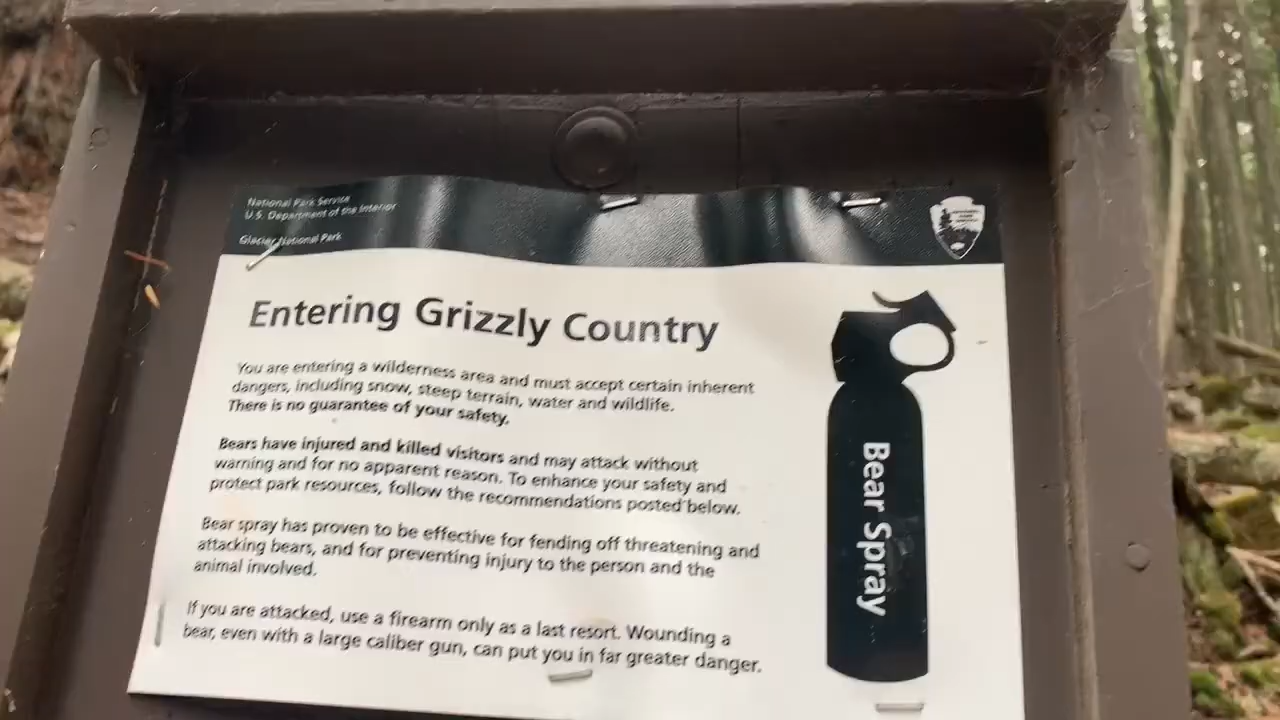 National Park Service
U.S. Department of the Interior
Glacier National Park
Entering Grizzly Country
You are entering a wilderness area and must accept certain inherent
dangers, including snow, steep terrain, water and wildlife.
There is no guarantee of your safety.
Bears have injured and killed visitors and may attack without
warning and for no apparent reason. To enhance your safety and
protect park resources, follow the recommendations posted below.
Bear spray has proven to be effective for fending off threatening and
attacking bears, and for preventing injury to the person and the
animal involved.
If you are attacked, use a firearm only as a last resort. Wounding a
bear, even with a large caliber gun, can put you in far greater danger.
Bear Spray